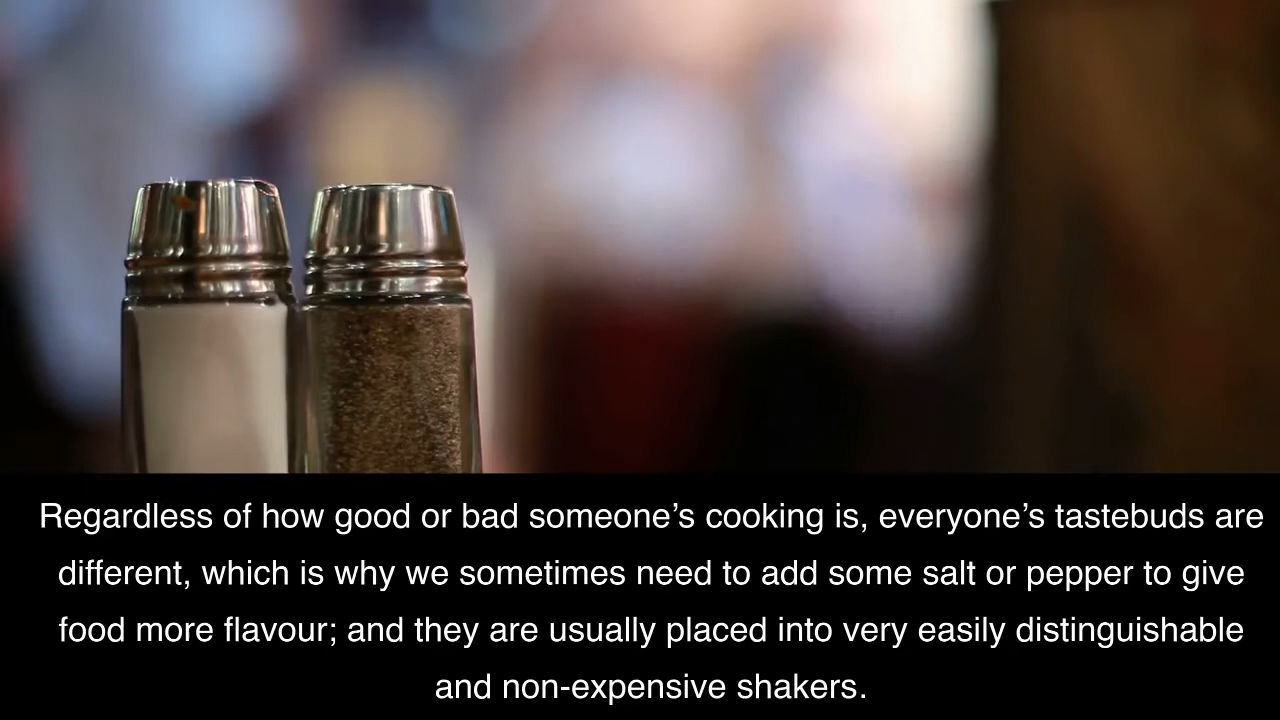 Regardless of how good or bad someone’s cooking is, everyone’s tastebuds are
different, which is why we sometimes need to add some salt or pepper to give
food more flavour; and they are usually placed into very easily distinguishable
and non-expensive shakers.